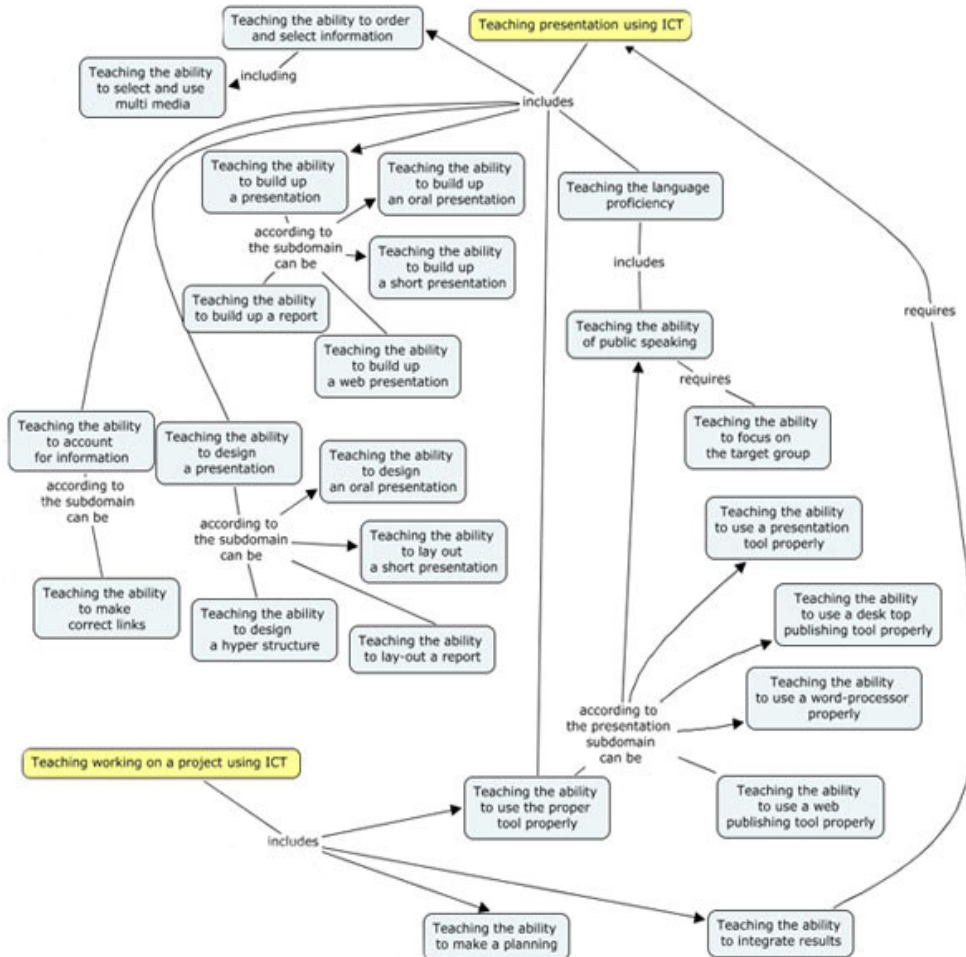 Teaching the ability to order
and select information
Teaching presentation using ICT
including
Teaching the ability
to select and use
multi media
includes
Teaching the ability
to build up
a presentation
Teaching the ability
to build up
an oral presentation
Teaching the language
proficiency
according to
the subdomain
can be
Teaching the ability
to build up
a short presentation
includes
Teaching the ability
to build up a report
requires
Teaching the ability
of public speaking
Teaching the ability
to build up
a web presentation
requires
Teaching the ability
to account
for information
Teaching the ability
to design
a presentation
Teaching the ability
to focus on
the target group
Teaching the ability
to design
an oral presentation
according to
the subdomain
can be
according to
the subdomain
can be
Teaching the ability
to use a presentation
tool properly
Teaching the ability
to lay out
a short presentation
Teaching the ability
to make
correct links
Teaching the ability
to design
a hyper structure
Teaching the ability
to lay-out a report
Teaching the ability
to use a desk top
publishing tool properly
Teaching the ability
to use a word-processor
properly
according to
the presentation
subdomain
can be
Teaching working on a project using ICT
Teaching the ability
to use the proper
tool properly
Teaching the ability
to use a web
publishing tool properly
includes
Teaching the ability
to make a planning
Teaching the ability
to integrate results